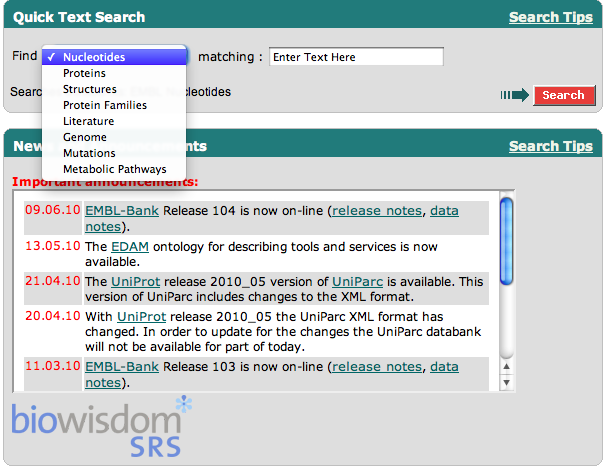 Quick Text Search
Search Tips
Find
✓ Nucleotides
Proteins
Structures
Protein Families
Literature
Genome
Mutations
Metabolic Pathways
matching :
Enter Text Here
Nucleotides
Search
News
Search Tips
Important announcements:
09.06.10 EMBL-Bank Release 104 is now on-line (release notes, data
notes).
13.05.10 The EDAM ontology for describing tools and services is now
available.
21.04.10 The UniProt release 2010_05 version of UniParc is available. This
version of UniParc includes changes to the XML format.
20.04.10 With UniProt release 2010_05 the UniParc XML format has
changed. In order to update for the changes the UniParc databank
will not be available for part of today.
11.03.10 EMBL-Bank Release 103 is now on-line (release notes, data
notes).
biowisdom
SRS